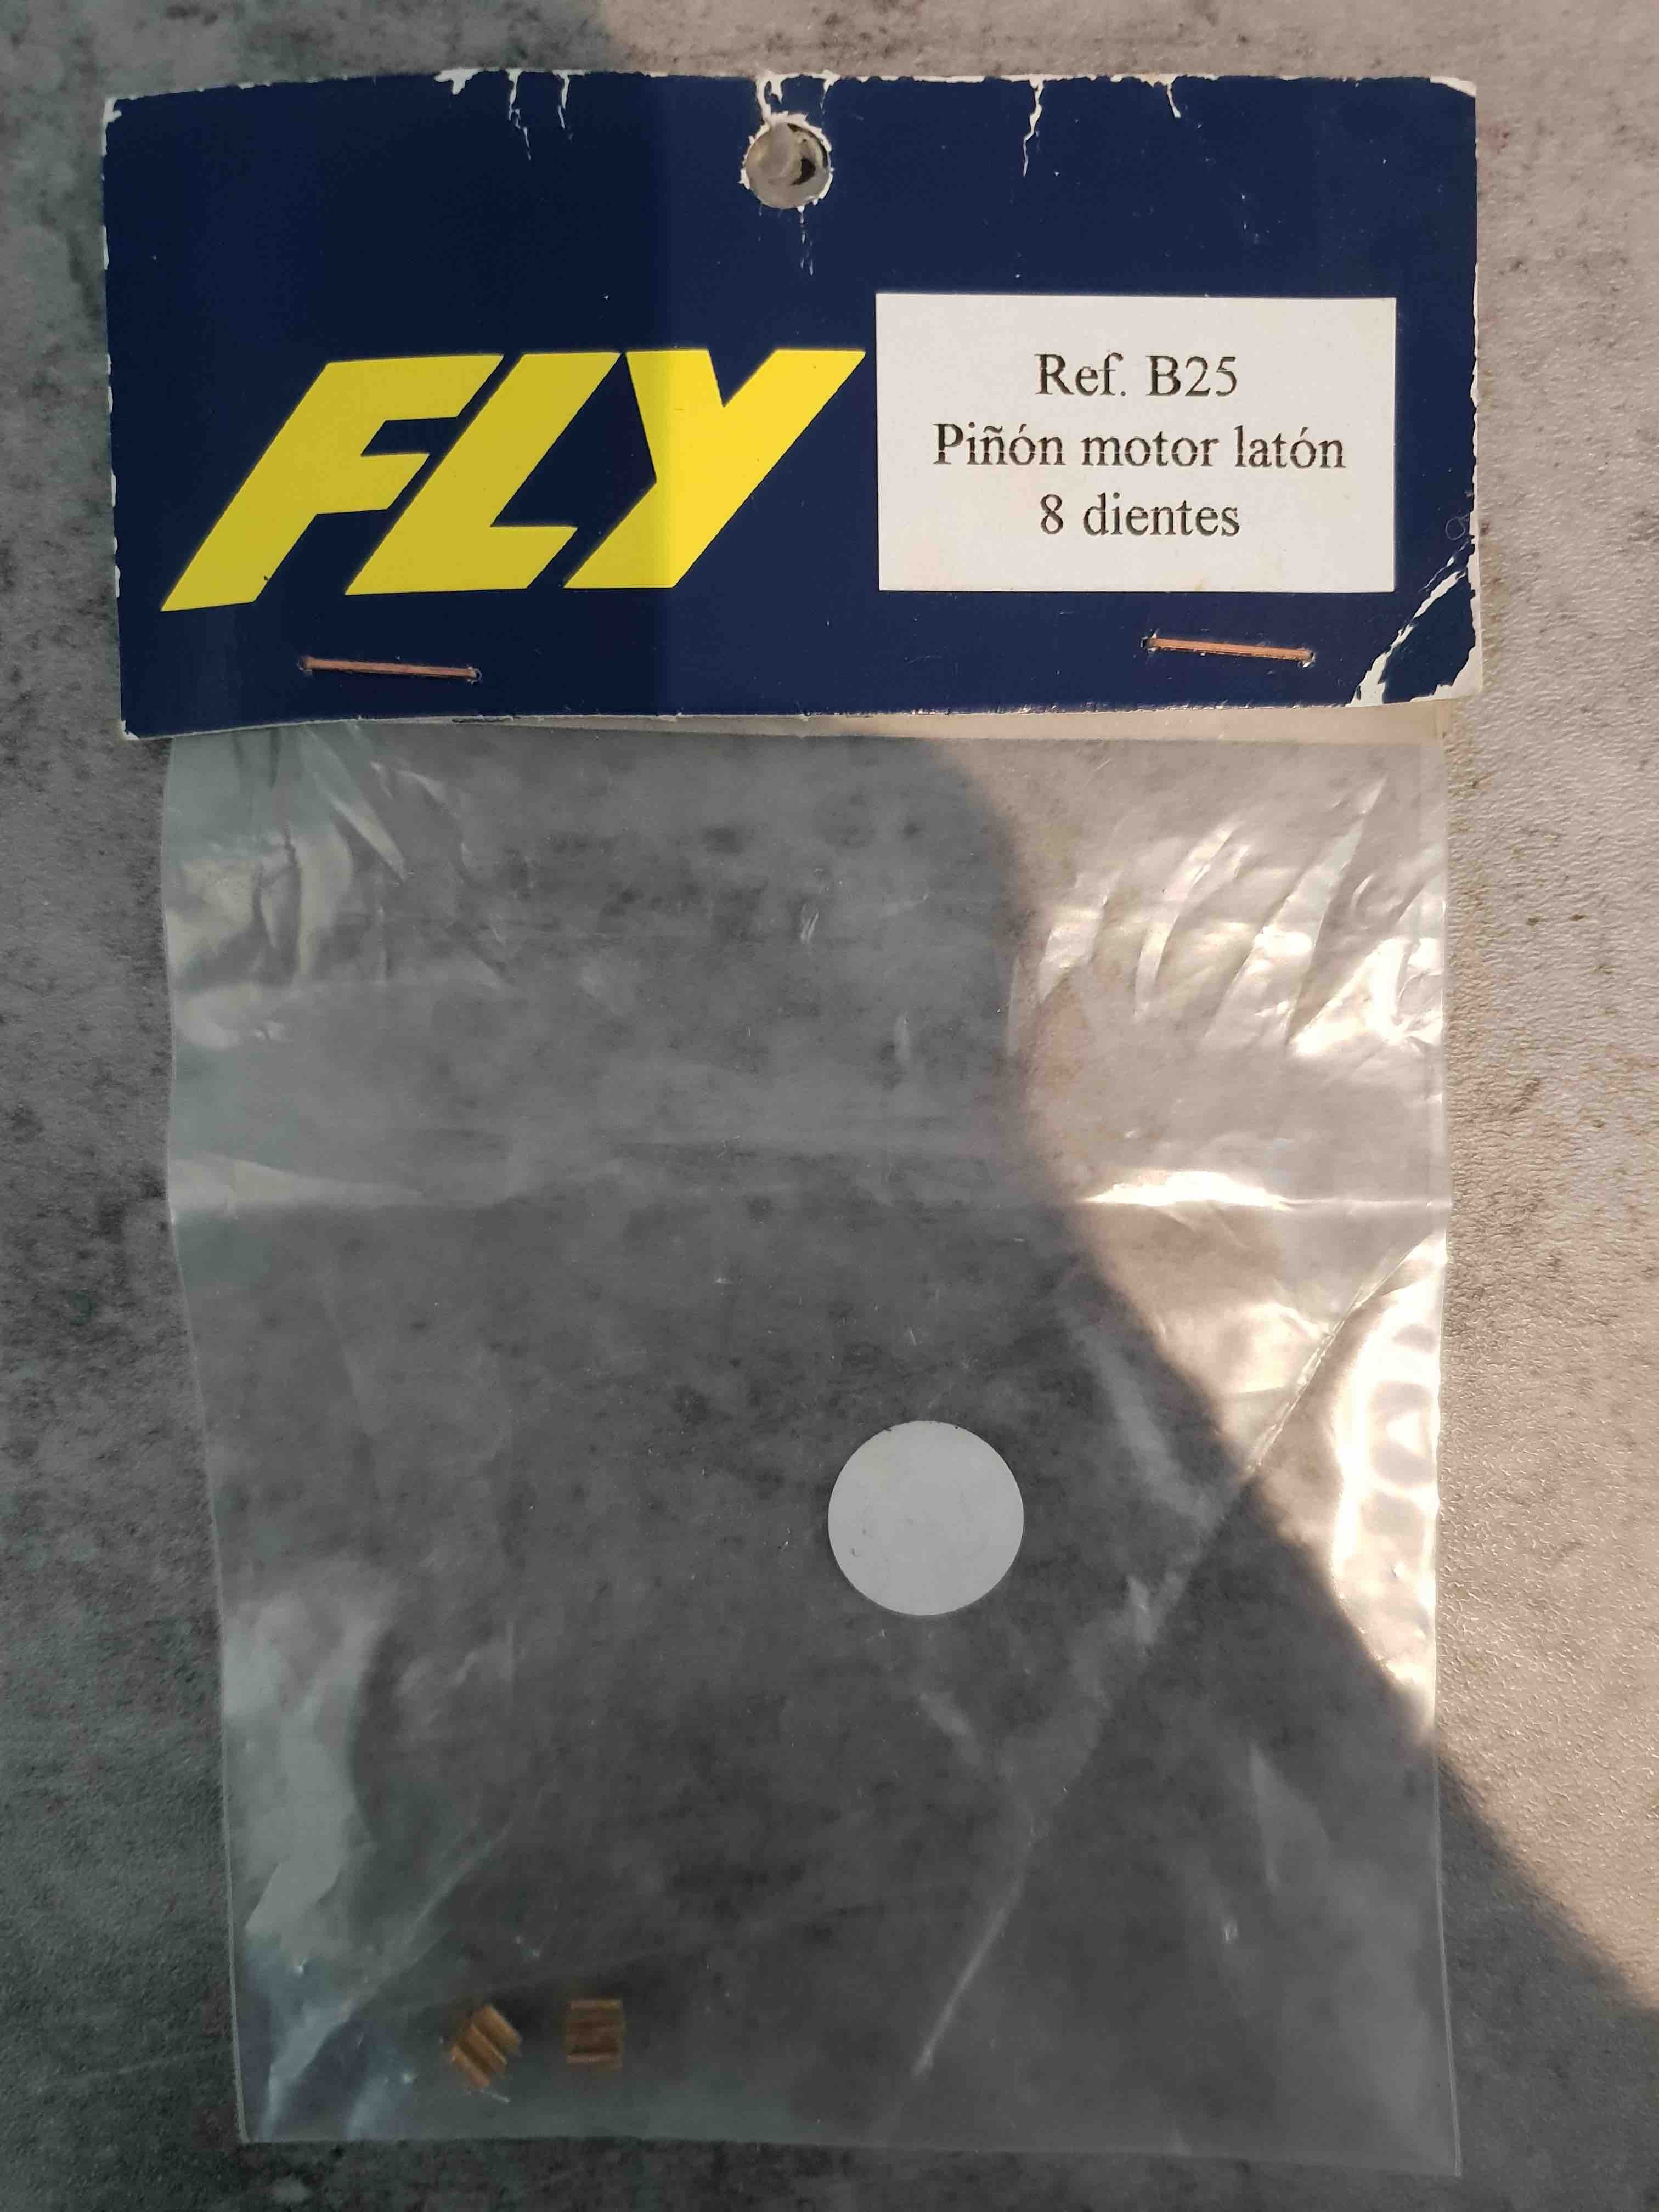 FLY
Ref. B25
Piñón motor latón
8 dientes